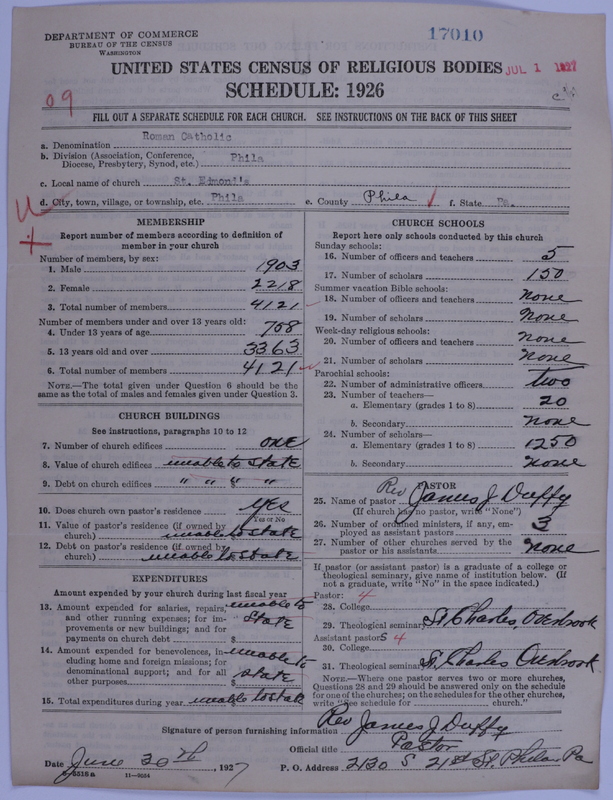 DEPARTMENT OF COMMERCE
BUREAU OF THE CENSUS
WASHINGTON
17010
UNITED STATES CENSUS OF RELIGIOUS BODIES
JUL 1 1927
SCHEDULE: 1926
09
FILL OUT A SEPARATE SCHEDULE FOR EACH CHURCH. SEE INSTRUCTIONS ON THE BACK OF THIS SHEET
a. Denomination Roman Catholic
b. Division (Association, Conference, Diocese, Presbytery, Synod, etc.) Phila
c. Local name of church St. Edmond's
d. City, town, village, or township, etc. Phila e. County Phila f. State Pa.
MEMBERSHIP
Report number of members according to definition of
member in your church
Number of members, by sex:
1. Male 1903
2. Female 2218
3. Total number of members 4121
Number of members under and over 13 years old:
4. Under 13 years of age 758
5. 13 years old and over 3363
6. Total number of members 4121
NOTE.—The total given under Question 6 should be
same as the total of males and females given under Question 3.
CHURCH BUILDINGS
See instructions, paragraphs 10 to 12
7. Number of church edifices ONE
8. Value of church edifices unable to state
9. Debt on church edifices " " $ " "
10. Does church own pastor's residence yes
Yes or No
11. Value of pastor's residence (if owned by
church) unable to state
12. Debt on pastor's residence (if owned by
church) unable to state
EXPENDITURES
Amount expended by your church during last fiscal year
13. Amount expended for salaries, repairs,
and other running expenses; for im-
provements or new buildings; and for
payments on church debt $ unable to state
14. Amount expended for benevolences, in-
cluding home and foreign missions; for
denominational support; and for all
other purposes $ unable to state
15. Total expenditures during year unable to state
CHURCH SCHOOLS
Report here only schools conducted by this church
Sunday schools:
16. Number of officers and teachers 5
17. Number of scholars 150
Summer vacation Bible schools:
18. Number of officers and teachers none
19. Number of scholars none
Week-day religious schools:
20. Number of officers and teachers none
21. Number of scholars none
Parochial schools:
22. Number of administrative officers two
23. Number of teachers—
a. Elementary (grades 1 to 8) 20
b. Secondary none
24. Number of scholars—
a. Elementary (grades 1 to 8) 1250
b. Secondary none
PASTOR
25. Name of pastor Rev James J Duffy
(If church has no pastor, write "None")
26. Number of ordained ministers, if any, em-
ployed as assistant pastors 3
27. Number of other churches served by the
pastor or his assistants none
If pastor (or assistant pastor) is a graduate of a college or
theological seminary, give name of institution below. (If
not a graduate, write "No" in the space indicated.)
Pastor: 4
28. College
29. Theological seminary St. Charles, Overbrook
Assistant pastors 4
30. College
31. Theological seminary St. Charles Overbrook
NOTE.—Where one pastor serves two or more churches,
Questions 28 and 29 should be answered only on the schedule
for one of the churches; on the schedules for the other churches,
write "See schedule for church."
Signature of person furnishing information Rev James J Duffy
Official title Pastor
Date June 30th 1927
P. O. Address 2130 S 21st St. Phila. Pa
5518a 11—9084